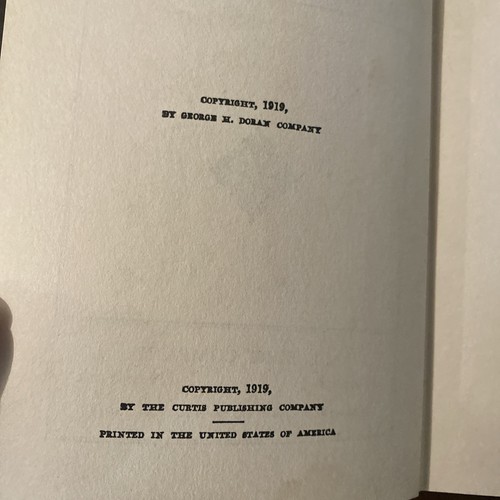 COPYRIGHT, 1919,
BY GEORGE H. DORAN COMPANY
COPYRIGHT, 1919,
BY THE CURTIS PUBLISHING COMPANY
PRINTED IN THE UNITED STATES OF AMERICA